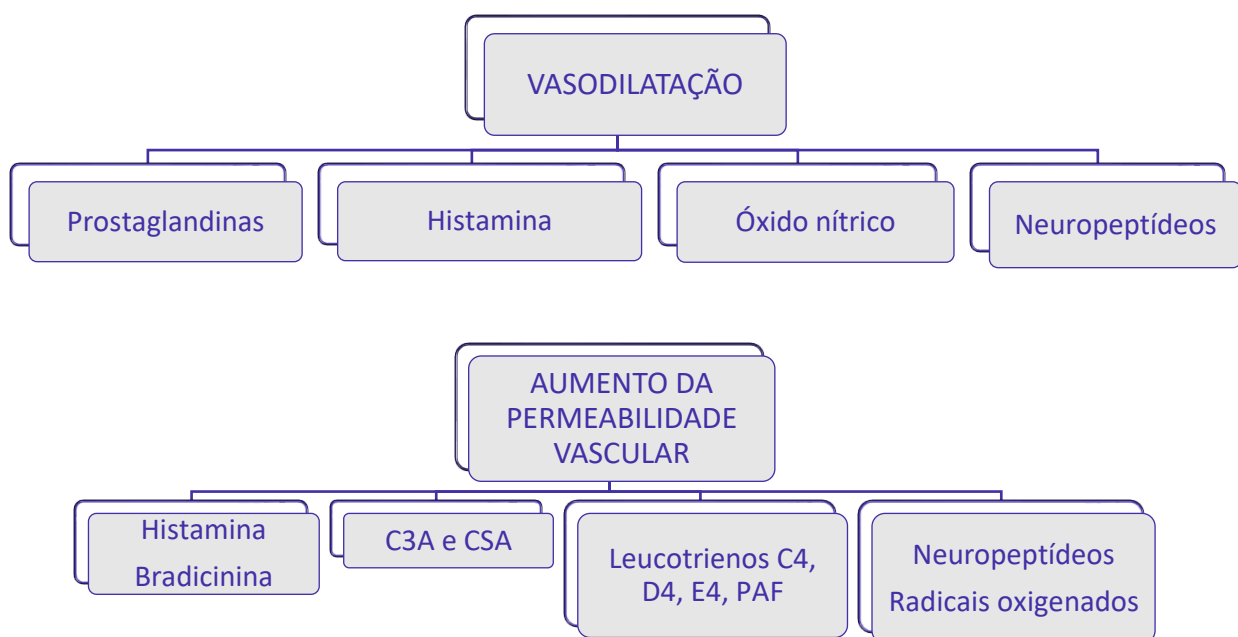 VASODILATAÇÃO
Prostaglandinas
Histamina
Óxido nítrico
Neuropeptídeos
AUMENTO DA
PERMEABILIDADE
VASCULAR
Histamina
Bradicinina
C3A e CSA
Leucotrienos C4,
D4, E4, PAF
Neuropeptídeos
Radicais oxigenados